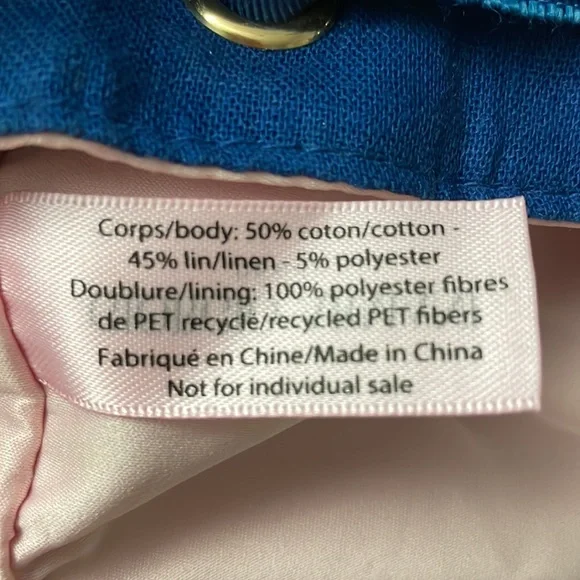 Corps/body: 50% coton/cotton -
45% lin/linen - 5% polyester
Doublure/lining: 100% polyester fibres
de PET recyclé/recycled PET fibers
Fabriqué en Chine/Made in China
Not for individual sale